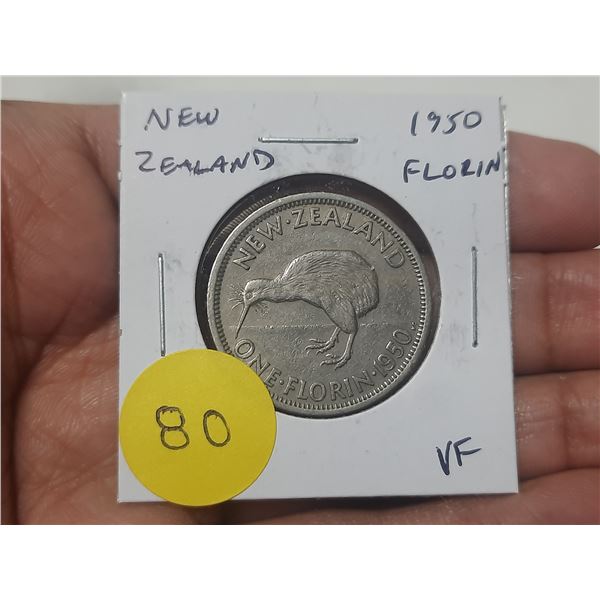 NEW
ZEALAND
1950
FLORIN
NEW·ZEALAND
ONE·FLORIN·1950
80
VF